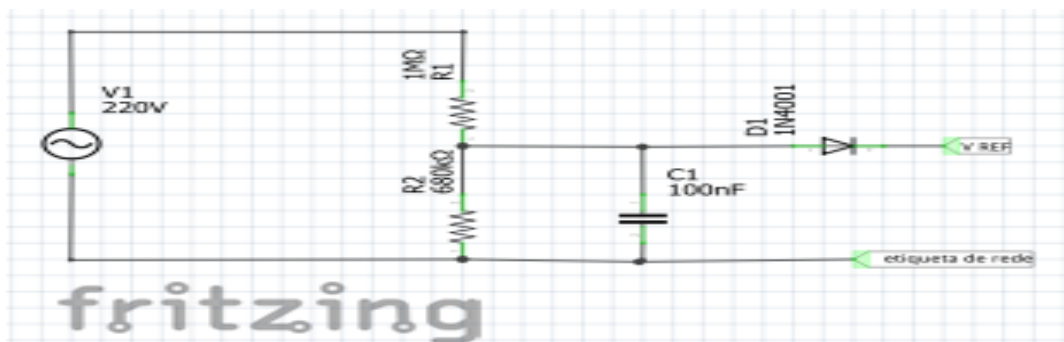 V1
220V
1MΩ
R1
R2
680kΩ
C1
100nF
D1
1N4001
V REF
etiqueta de rede
fritzing